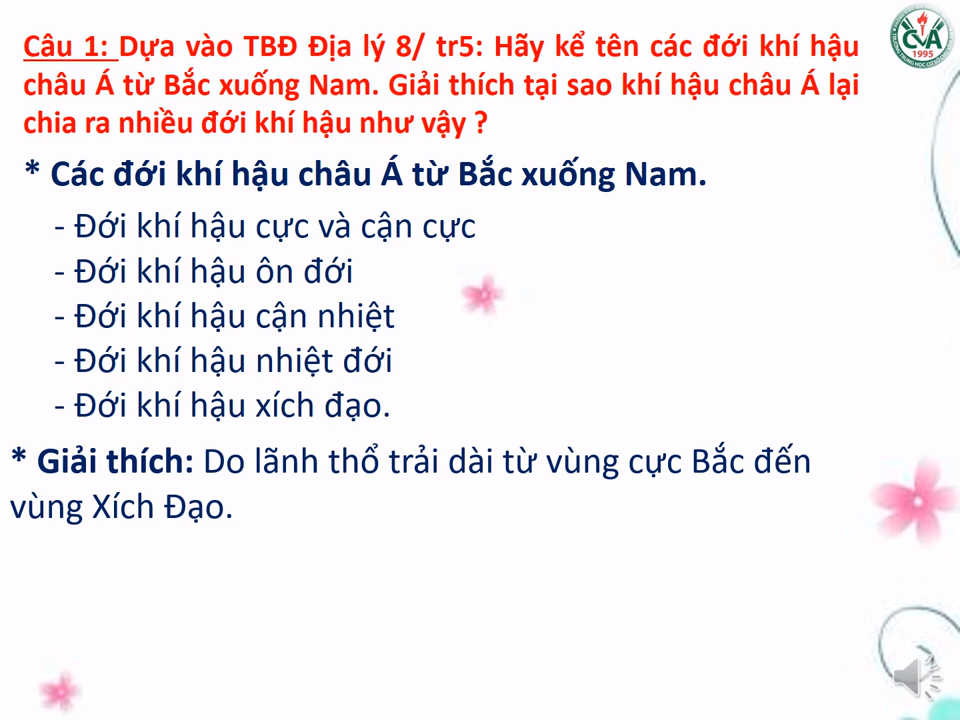 Câu 1: Dựa vào TBĐ Địa lý 8/ tr5: Hãy kể tên các đới khí hậu
châu Á từ Bắc xuống Nam. Giải thích tại sao khí hậu châu Á lại
chia ra nhiều đới khí hậu như vậy ?
* Các đới khí hậu châu Á từ Bắc xuống Nam.
- Đới khí hậu cực và cận cực
- Đới khí hậu ôn đới
- Đới khí hậu cận nhiệt
- Đới khí hậu nhiệt đới
- Đới khí hậu xích đạo.
* Giải thích: Do lãnh thổ trải dài từ vùng cực Bắc đến
vùng Xích Đạo.
CVA
1995